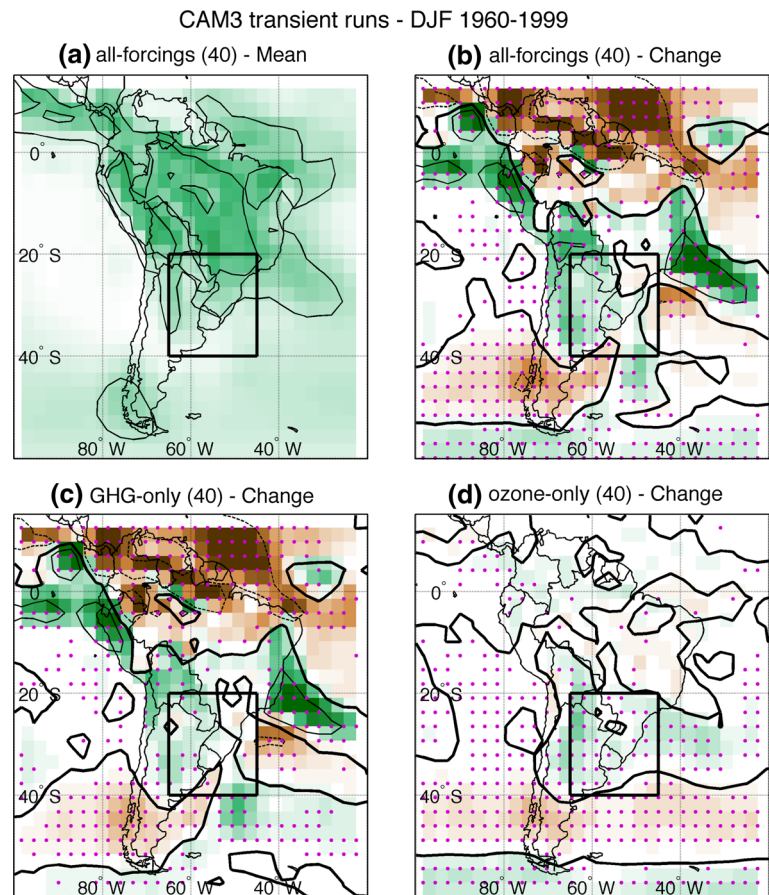 CAM3 transient runs - DJF 1960-1999
(a) all-forcings (40) - Mean
(b) all-forcings (40) - Change
0°
20° S
40° S
80° W
60° W
40° W
0°
20° S
40° S
80° W
60° W
40° W
(c) GHG-only (40) - Change
(d) ozone-only (40) - Change
0°
20° S
40° S
80° W
60° W
40° W
0°
20° S
40° S
80° W
60° W
40° W